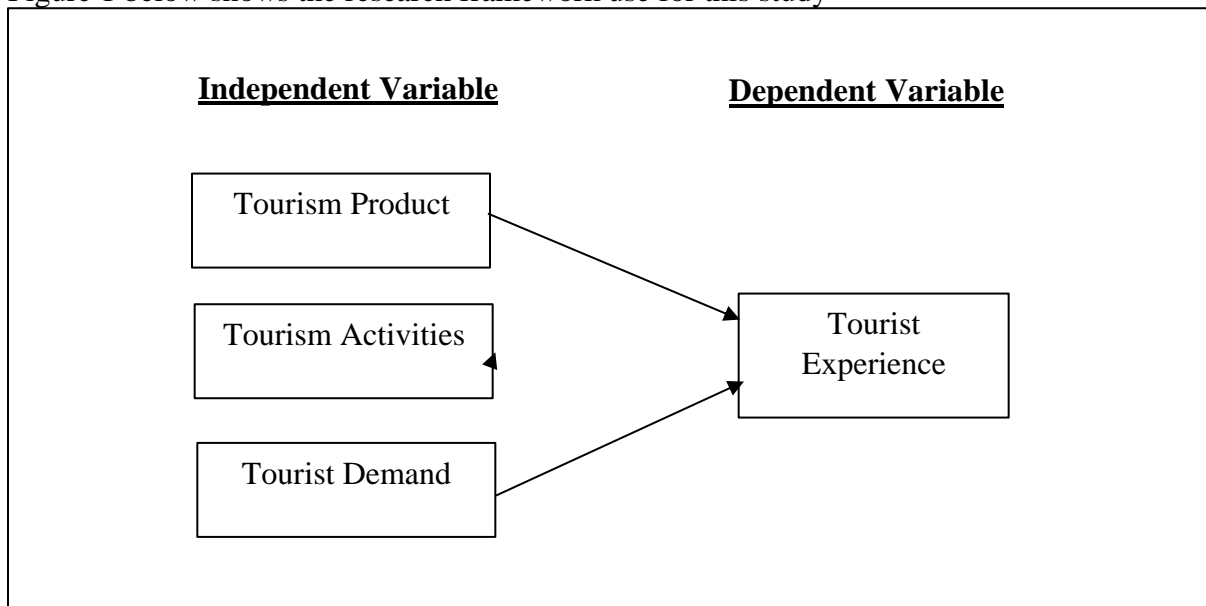 Figure 1 below shows the research framework use for this study
Independent Variable
Dependent Variable
Tourism Product
Tourism Activities
Tourist
Experience
Tourist Demand